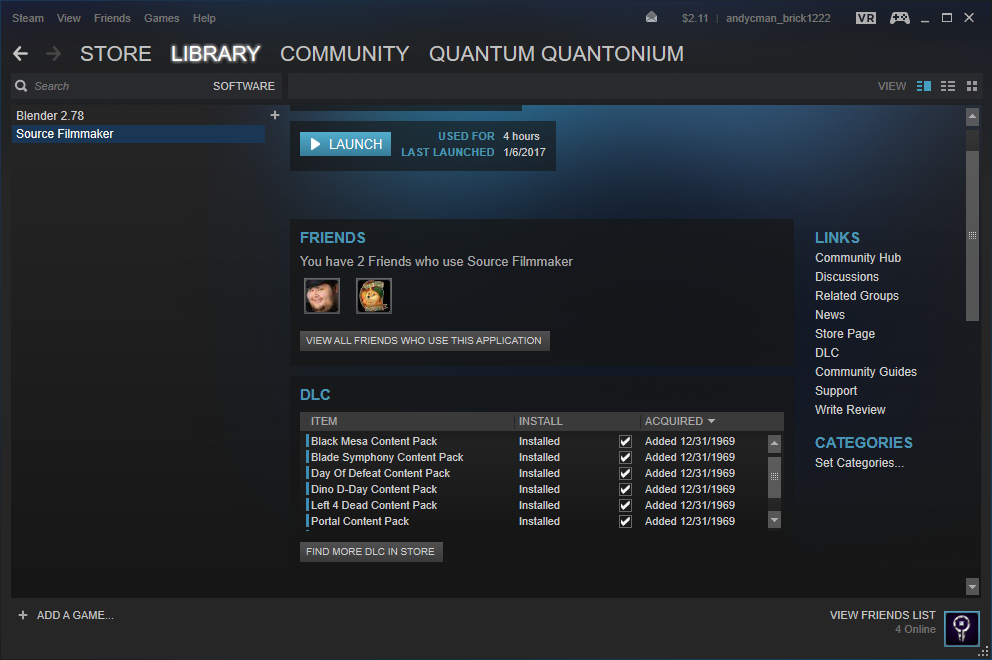 Steam View Friends Games Help $2.11 andycman_brick1222 VR
STORE LIBRARY COMMUNITY QUANTUM QUANTONIUM
Search SOFTWARE VIEW
Blender 2.78
Source Filmmaker
LAUNCH
USED FOR 4 hours
LAST LAUNCHED 1/6/2017
FRIENDS
You have 2 Friends who use Source Filmmaker
VIEW ALL FRIENDS WHO USE THIS APPLICATION
DLC
ITEM INSTALL ACQUIRED
Black Mesa Content Pack Installed Added 12/31/1969
Blade Symphony Content Pack Installed Added 12/31/1969
Day Of Defeat Content Pack Installed Added 12/31/1969
Dino D-Day Content Pack Installed Added 12/31/1969
Left 4 Dead Content Pack Installed Added 12/31/1969
Portal Content Pack Installed Added 12/31/1969
FIND MORE DLC IN STORE
LINKS
Community Hub
Discussions
Related Groups
News
Store Page
DLC
Community Guides
Support
Write Review
CATEGORIES
Set Categories...
ADD A GAME...
VIEW FRIENDS LIST
4 Online